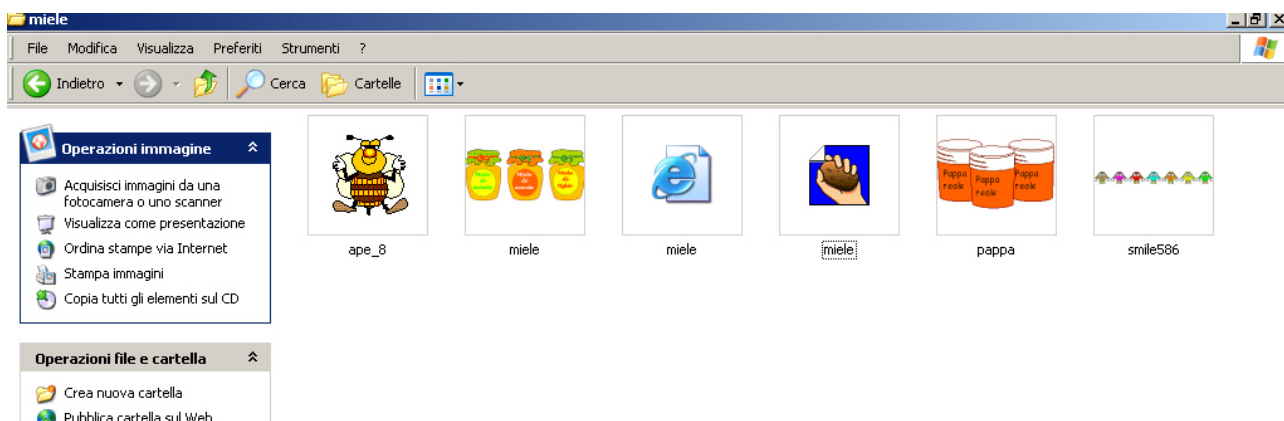 miele
File Modifica Visualizza Preferiti Strumenti ?
Indietro Cerca Cartelle
Operazioni immagine
Acquisisci immagini da una
fotocamera o uno scanner
Visualizza come presentazione
Ordina stampe via Internet
Stampa immagini
Copia tutti gli elementi sul CD
Operazioni file e cartella
Crea nuova cartella
Pubblica cartella sul Web
Pappa reale
Pappa reale
Pappa reale
ape_8 miele miele miele pappa smile586